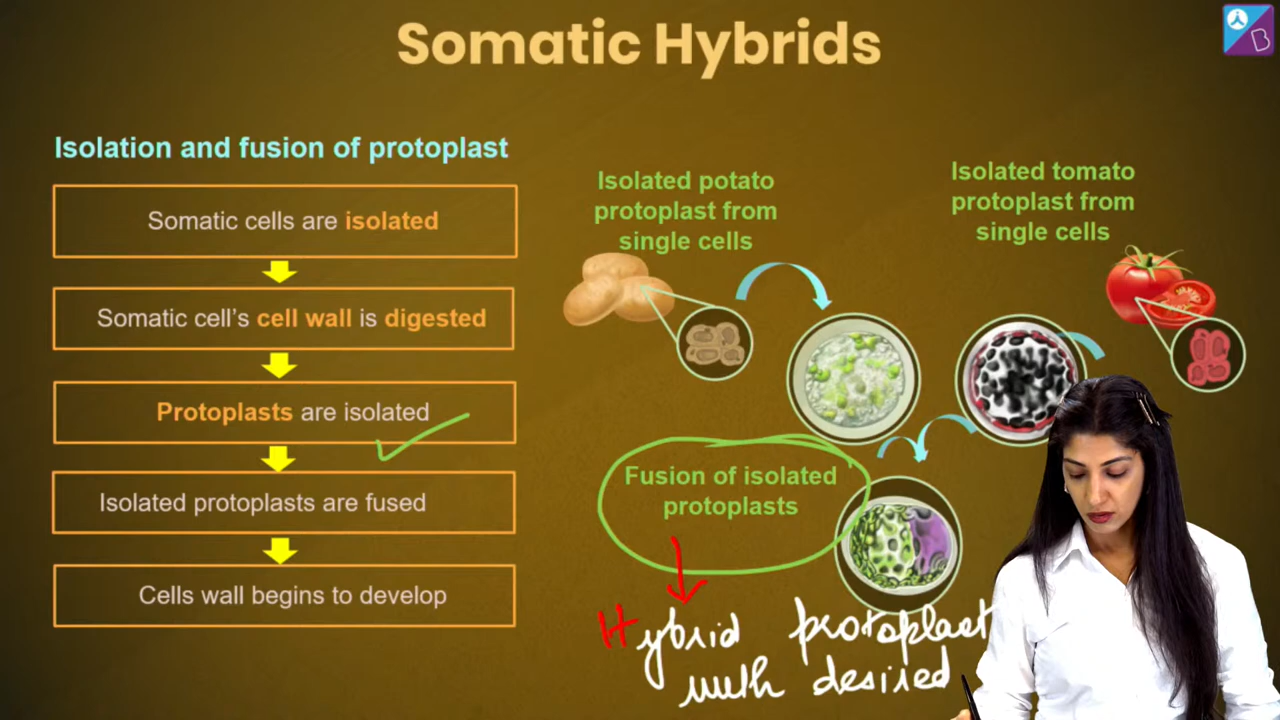 Somatic Hybrids
Isolation and fusion of protoplast
Somatic cells are isolated
Somatic cell's cell wall is digested
Protoplasts are isolated
Isolated protoplasts are fused
Cells wall begins to develop
Isolated potato
protoplast from
single cells
Isolated tomato
protoplast from
single cells
Fusion of isolated
protoplasts
Hybrid protoplast
with desired
B